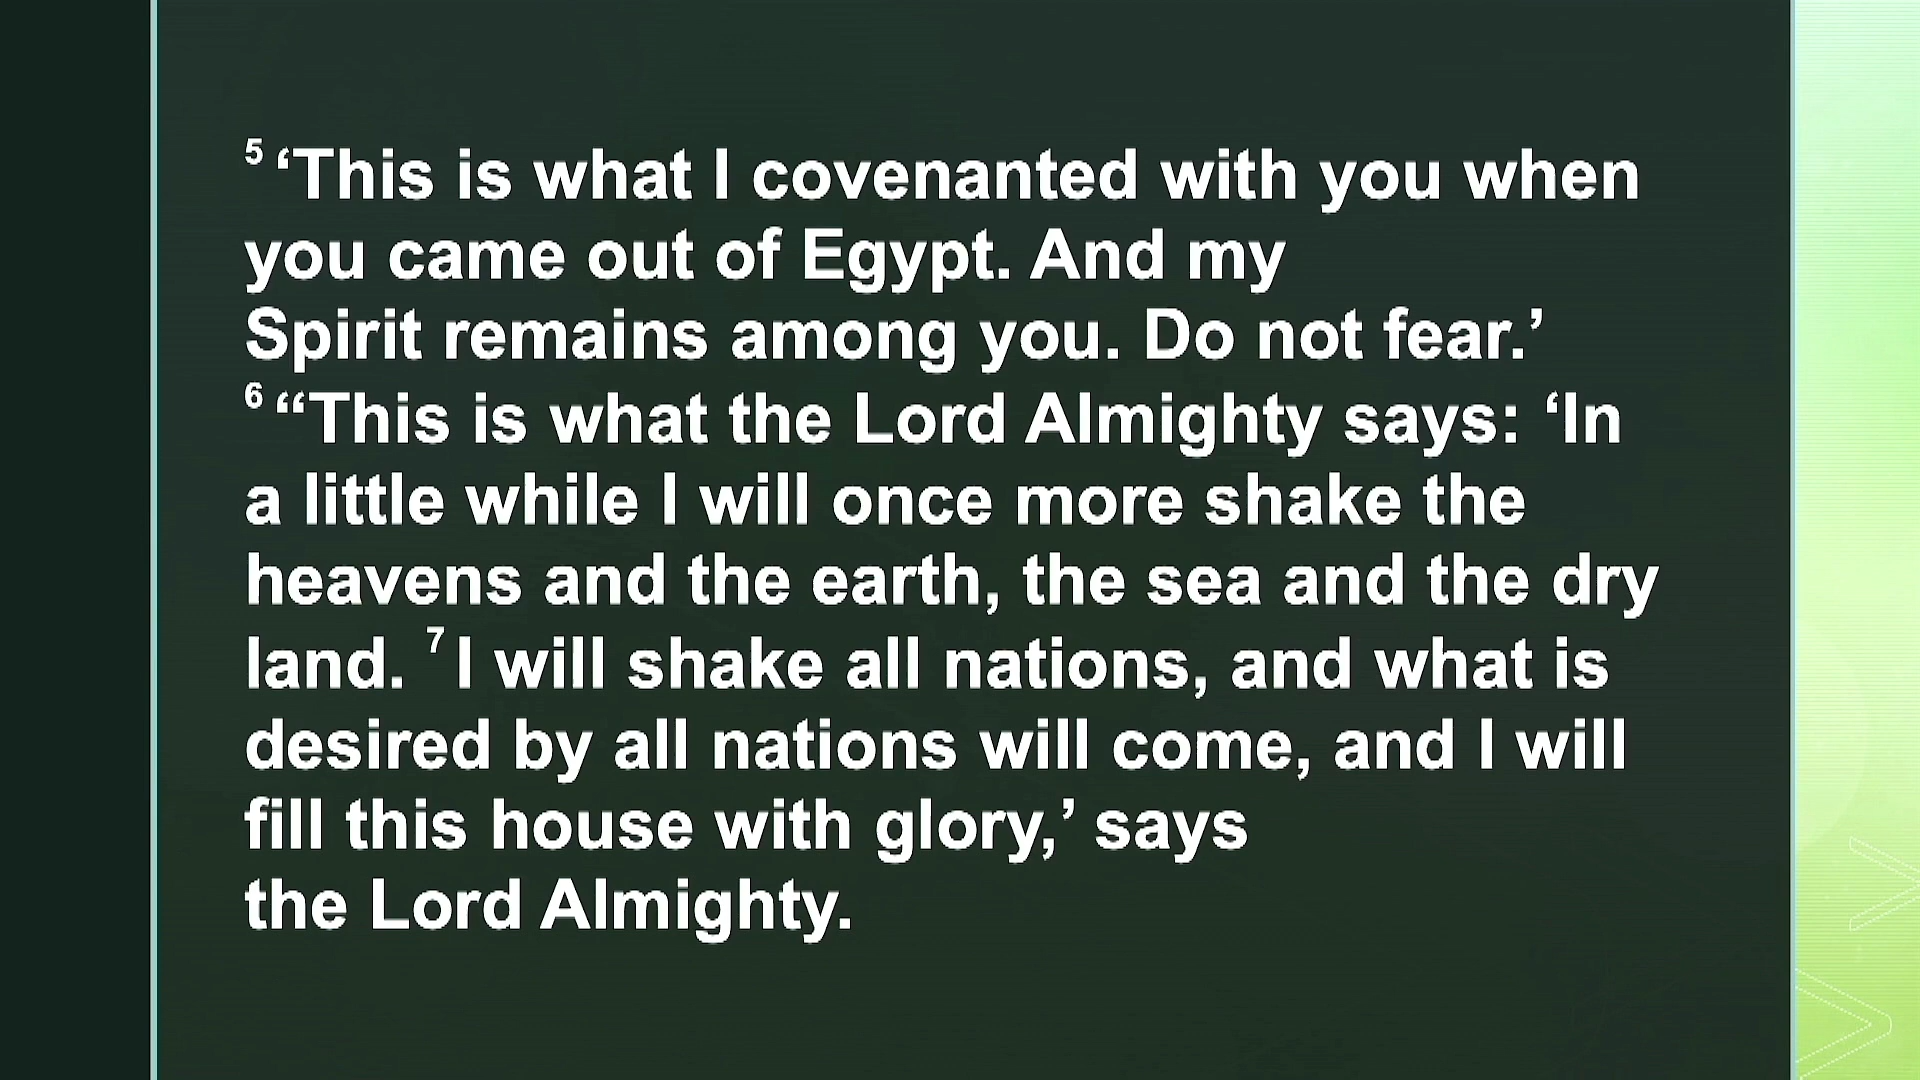 5 ‘This is what I covenanted with you when
you came out of Egypt. And my
Spirit remains among you. Do not fear.’
6 “This is what the Lord Almighty says: ‘In
a little while I will once more shake the
heavens and the earth, the sea and the dry
land. 7 I will shake all nations, and what is
desired by all nations will come, and I will
fill this house with glory,’ says
the Lord Almighty.